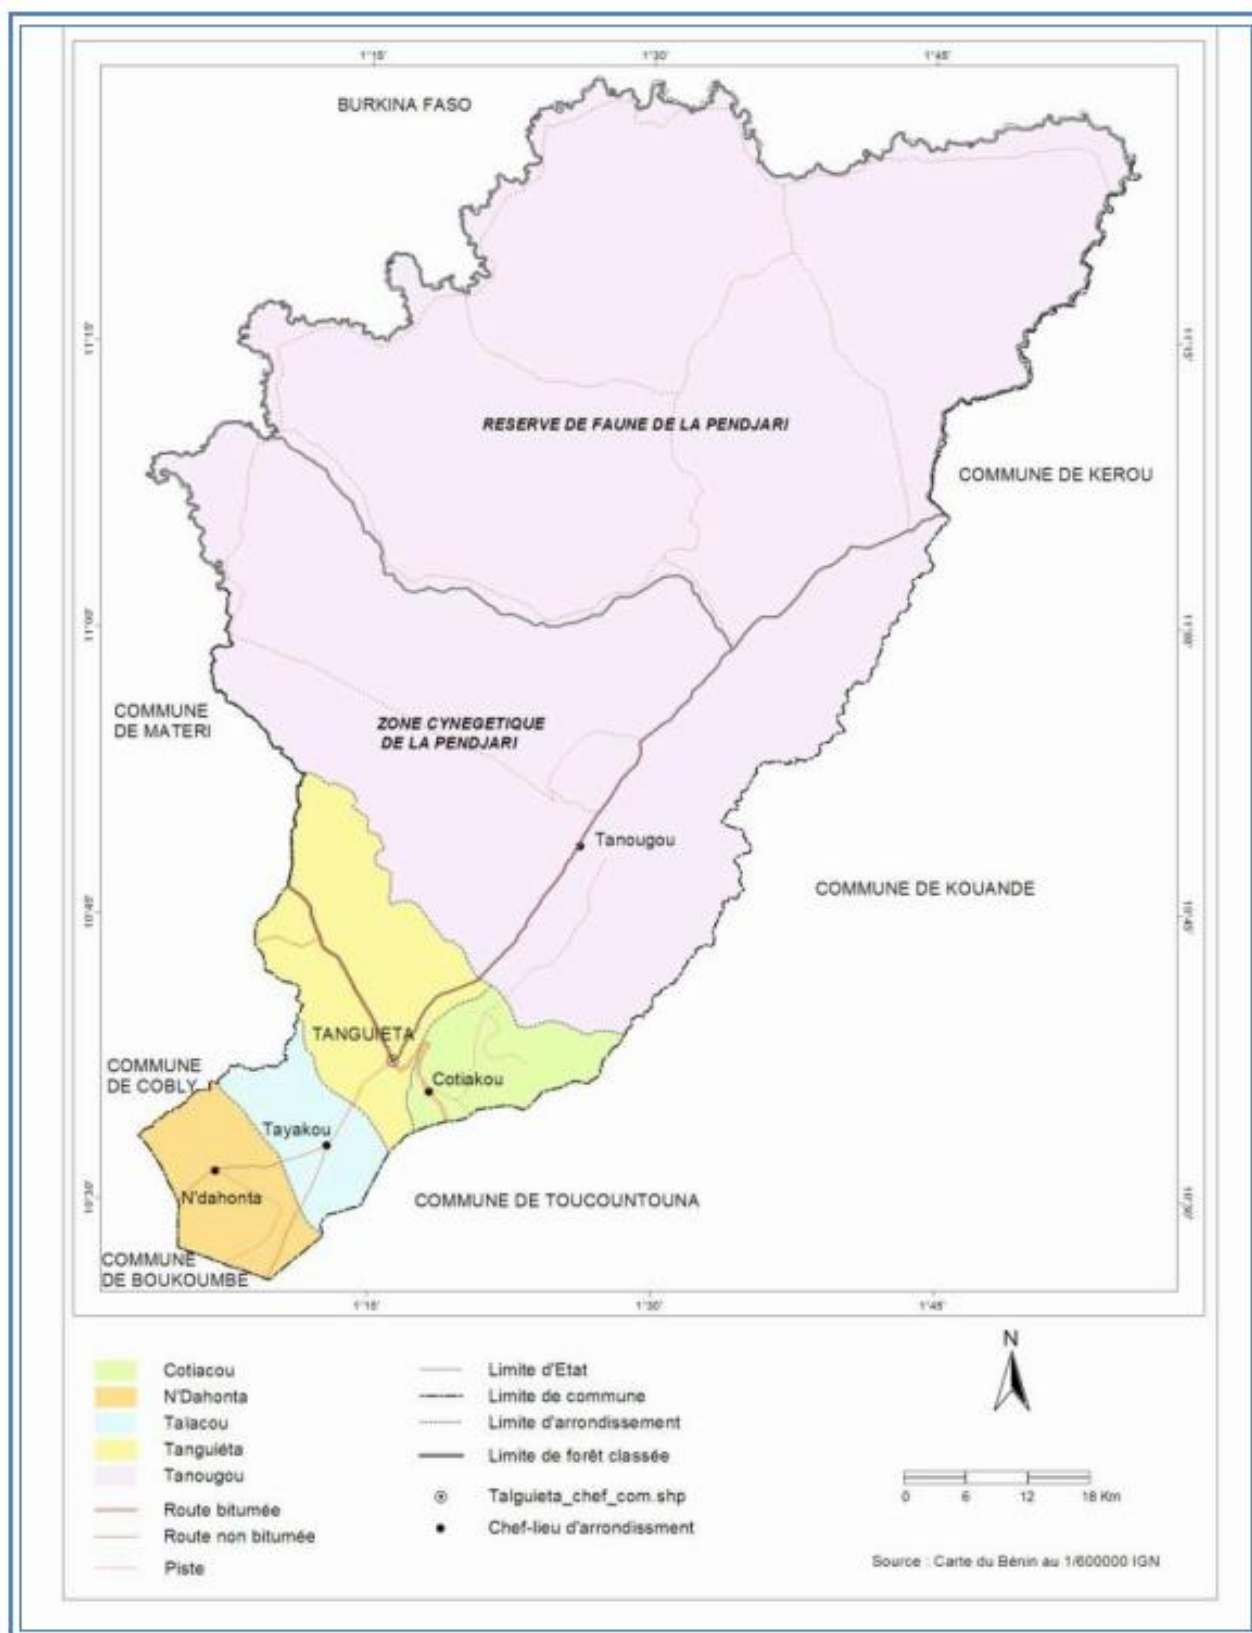 1°15' 1°30' 1°45'
BURKINA FASO
11°15' 11°15'
RESERVE DE FAUNE DE LA PENDJARI
COMMUNE DE KEROU
11°00' 11°00'
COMMUNE
DE MATERI
ZONE CYNEGETIQUE
DE LA PENDJARI
Tanougou
COMMUNE DE KOUANDE
10°45' 10°45'
TANGUIETA
COMMUNE
DE COBLY
Cotiakou
Tayakou
N'dahonta
COMMUNE DE TOUCOUNTOUNA
10°30' 10°30'
COMMUNE
DE BOUKOUMBE
1°15' 1°30' 1°45'
Cotiacou
N'Dahonta
Taïacou
Tanguiéta
Tanougou
Route bitumée
Route non bitumée
Piste
Limite d'Etat
Limite de commune
Limite d'arrondissement
Limite de forêt classée
Talguieta_chef_com.shp
Chef-lieu d'arrondissment
N
0 6 12 18 Km
Source : Carte du Bénin au 1/600000 IGN